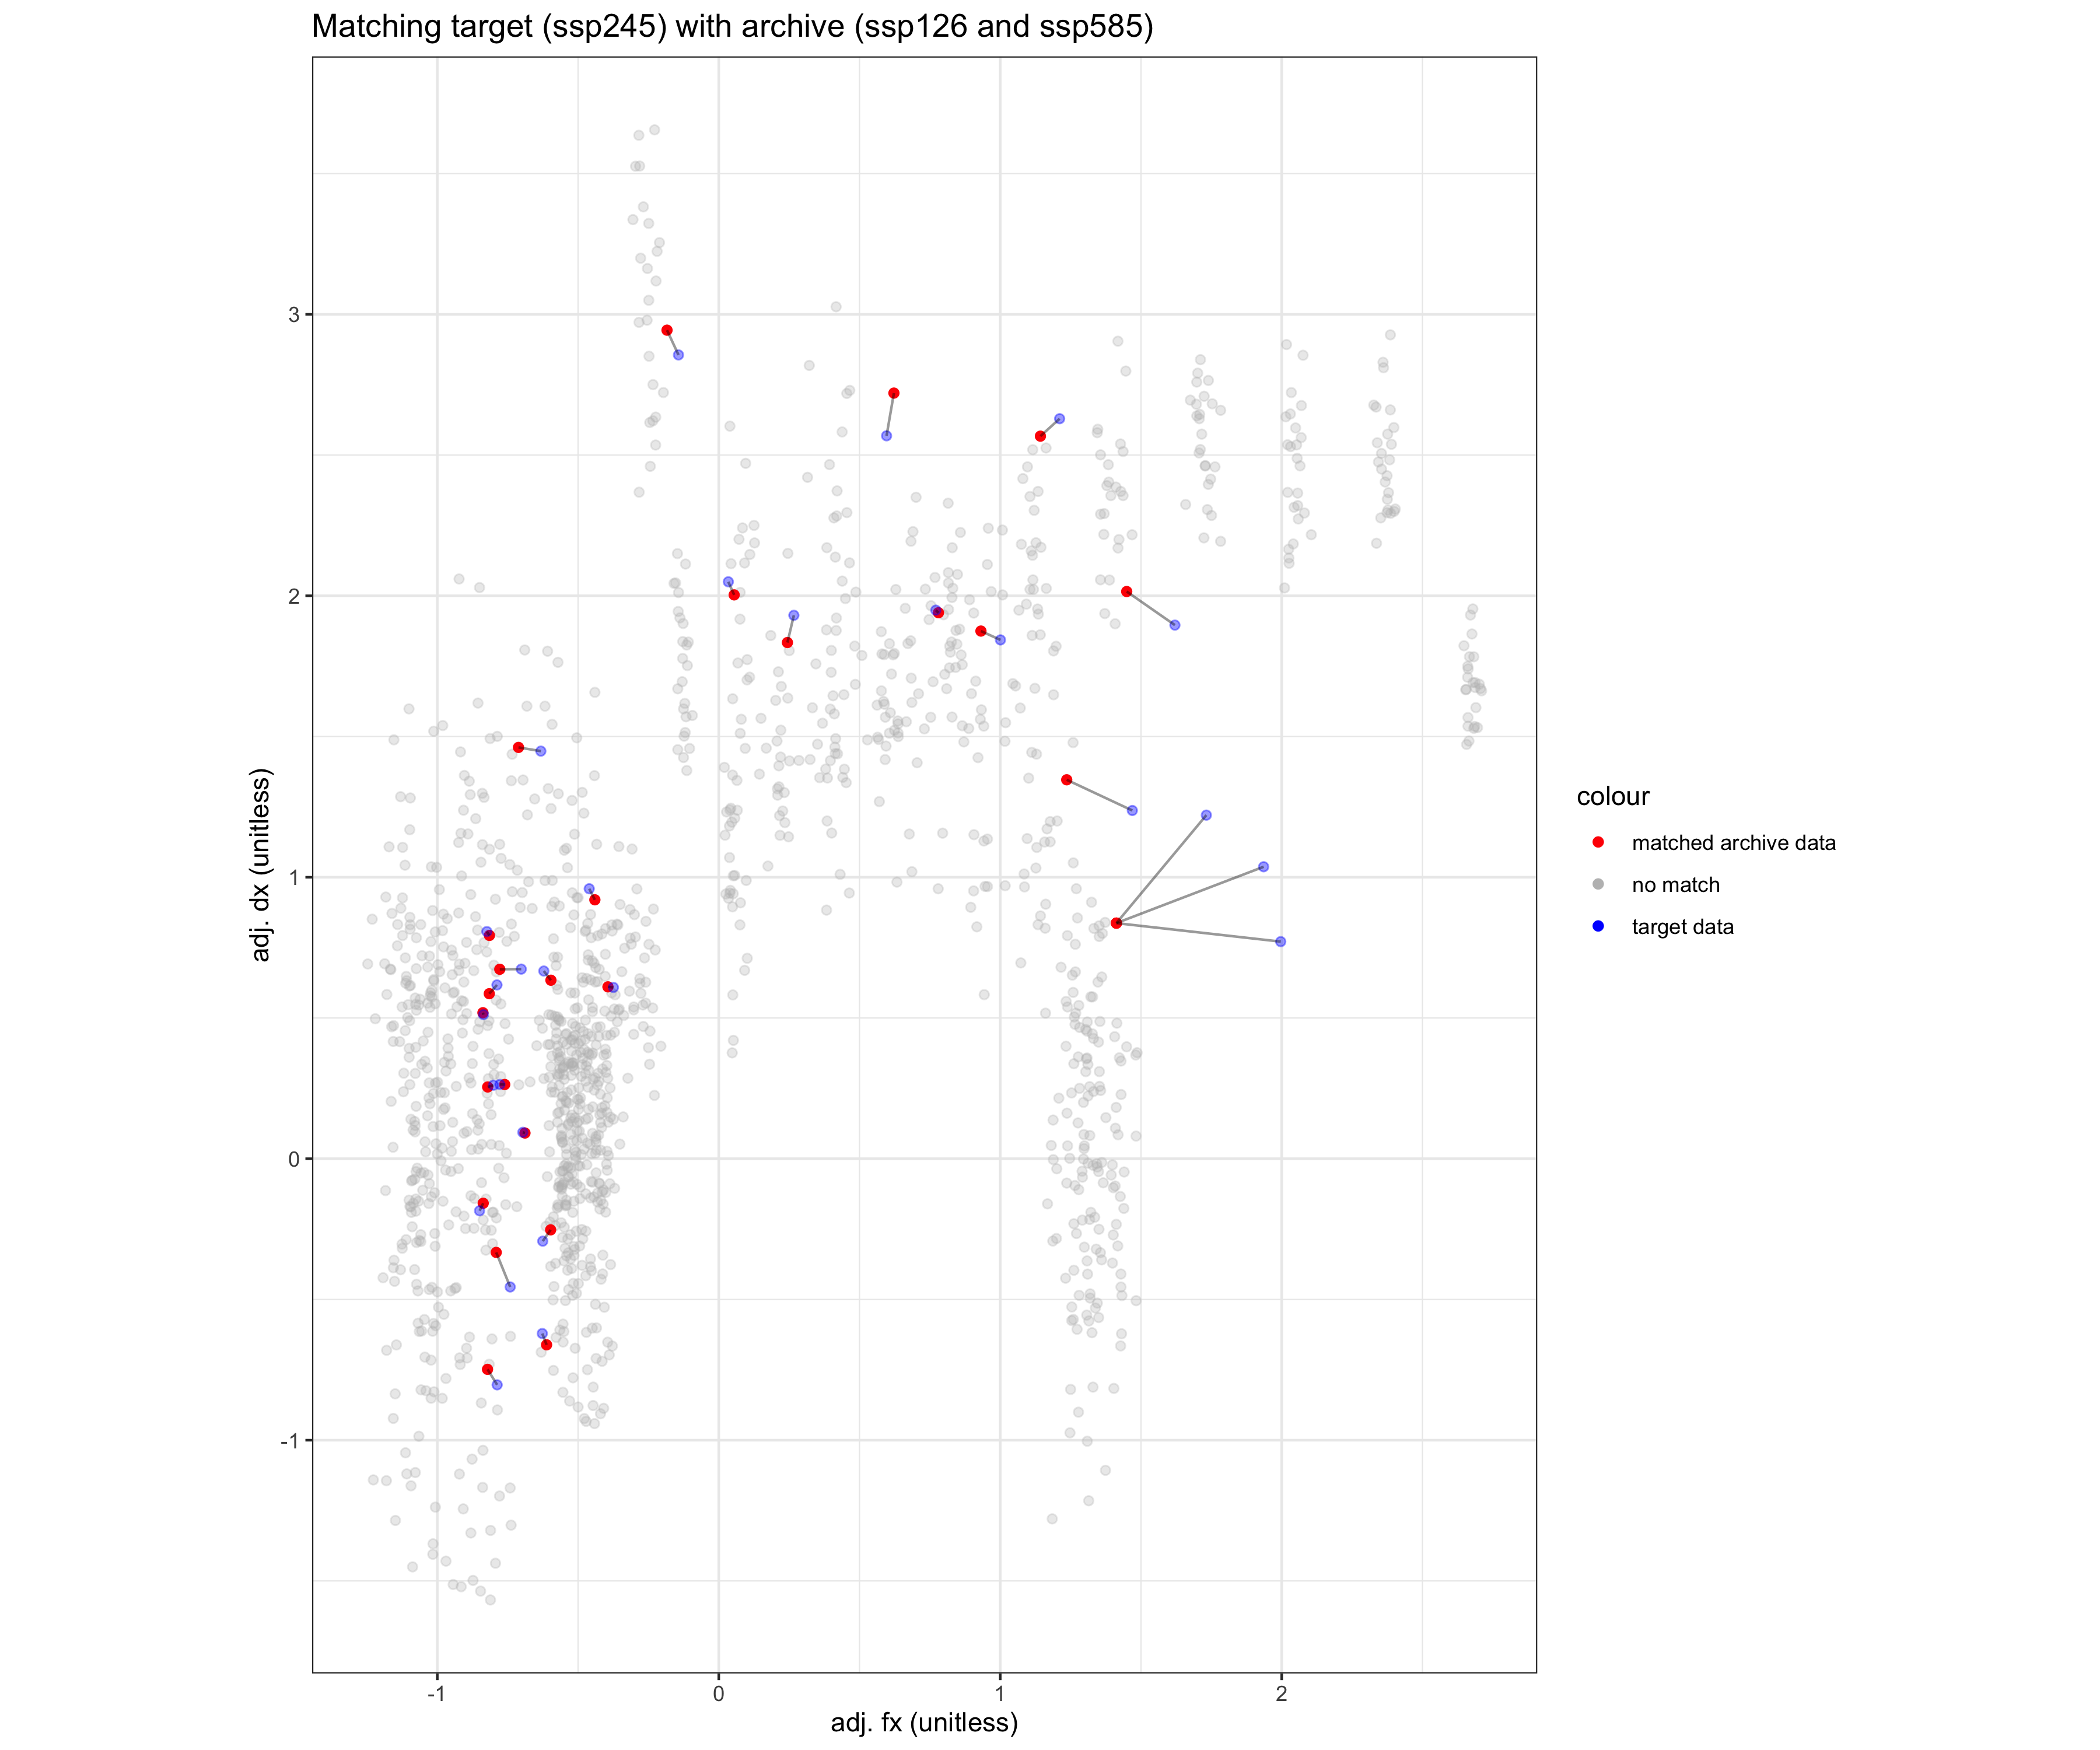 Matching target (ssp245) with archive (ssp126 and ssp585)
3
2
1
0
-1
adj. dx (unitless)
-1
0
1
2
adj. fx (unitless)
colour
matched archive data
no match
target data